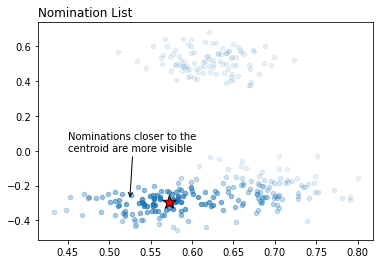 Nomination List
0.6
0.4
0.2
0.0
−0.2
−0.4
Nominations closer to the
centroid are more visible
0.45 0.50 0.55 0.60 0.65 0.70 0.75 0.80